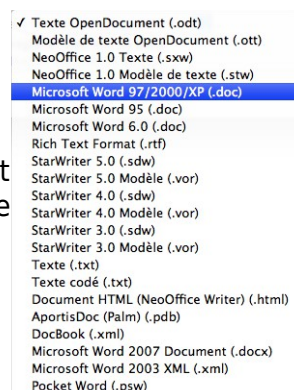 ✓ Texte OpenDocument (.odt)
Modèle de texte OpenDocument (.ott)
NeoOffice 1.0 Texte (.sxw)
NeoOffice 1.0 Modèle de texte (.stw)
Microsoft Word 97/2000/XP (.doc)
Microsoft Word 95 (.doc)
Microsoft Word 6.0 (.doc)
Rich Text Format (.rtf)
StarWriter 5.0 (.sdw)
StarWriter 5.0 Modèle (.vor)
StarWriter 4.0 (.sdw)
StarWriter 4.0 Modèle (.vor)
StarWriter 3.0 (.sdw)
StarWriter 3.0 Modèle (.vor)
Texte (.txt)
Texte codé (.txt)
Document HTML (NeoOffice Writer) (.html)
AportisDoc (Palm) (.pdb)
DocBook (.xml)
Microsoft Word 2007 Document (.docx)
Microsoft Word 2003 XML (.xml)
Pocket Word (.psw)